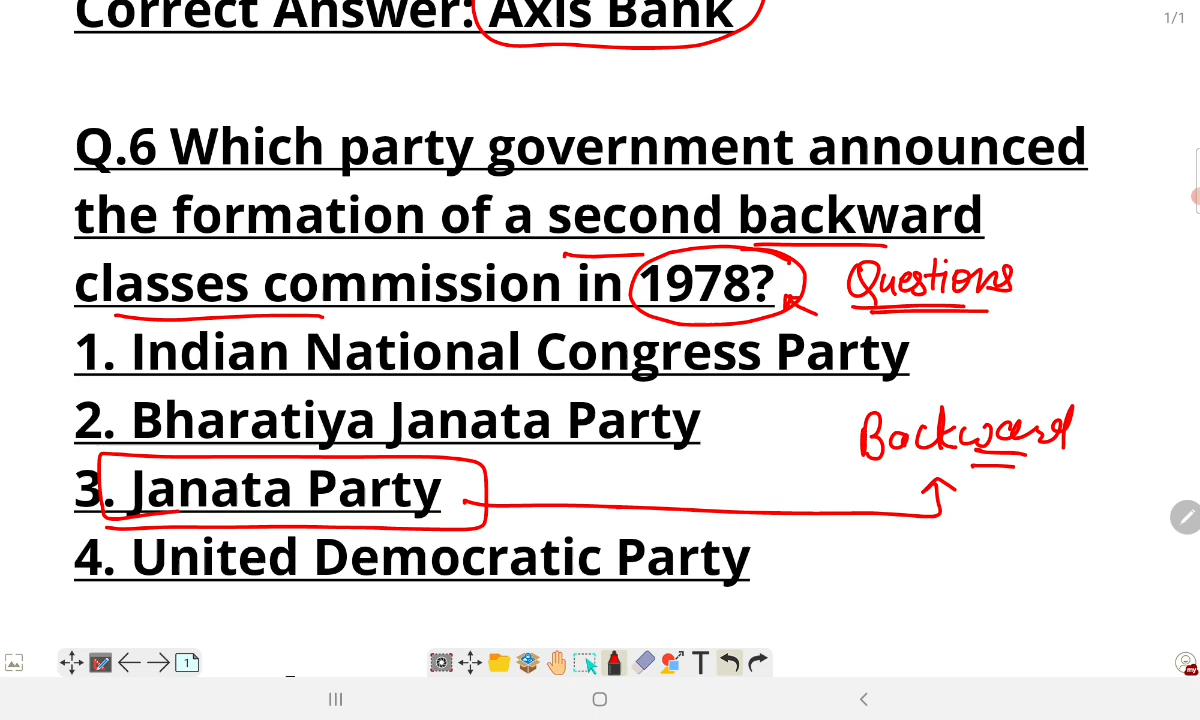 1/1
Correct Answer: Axis Bank
Q.6 Which party government announced
the formation of a second backward
classes commission in 1978?
Questions
1. Indian National Congress Party
2. Bharatiya Janata Party
Backward
3. Janata Party
4. United Democratic Party
1
T
my